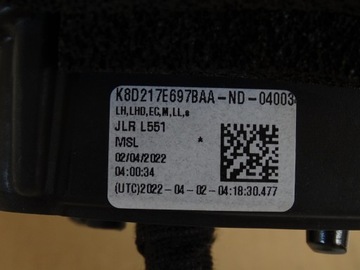 K8D217E697BAA-ND-04003
LH,LHD,EC,M,LL,*
JLR L551
MSL *
02/04/2022
04:00:34
(UTC)2022-04-02-04:18:30.477